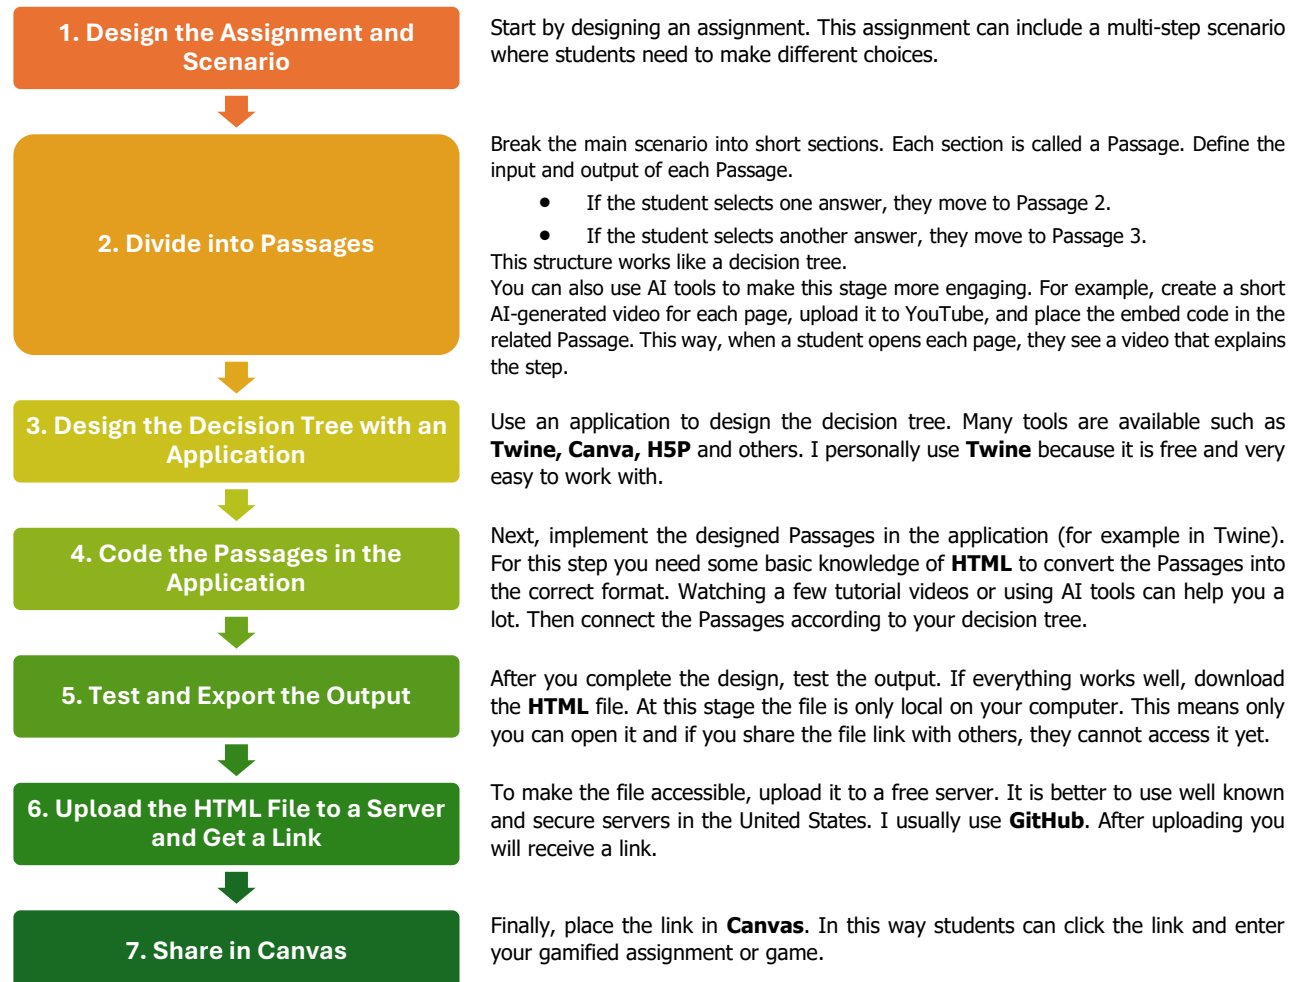 1. Design the Assignment and
Scenario
Start by designing an assignment. This assignment can include a multi-step scenario
where students need to make different choices.
2. Divide into Passages
Break the main scenario into short sections. Each section is called a Passage. Define the
input and output of each Passage.
• If the student selects one answer, they move to Passage 2.
• If the student selects another answer, they move to Passage 3.
This structure works like a decision tree.
You can also use AI tools to make this stage more engaging. For example, create a short
AI-generated video for each page, upload it to YouTube, and place the embed code in the
related Passage. This way, when a student opens each page, they see a video that explains
the step.
3. Design the Decision Tree with an
Application
Use an application to design the decision tree. Many tools are available such as
Twine, Canva, H5P and others. I personally use Twine because it is free and very
easy to work with.
4. Code the Passages in the
Application
Next, implement the designed Passages in the application (for example in Twine).
For this step you need some basic knowledge of HTML to convert the Passages into
the correct format. Watching a few tutorial videos or using AI tools can help you a
lot. Then connect the Passages according to your decision tree.
5. Test and Export the Output
After you complete the design, test the output. If everything works well, download
the HTML file. At this stage the file is only local on your computer. This means only
you can open it and if you share the file link with others, they cannot access it yet.
6. Upload the HTML File to a Server
and Get a Link
To make the file accessible, upload it to a free server. It is better to use well known
and secure servers in the United States. I usually use GitHub. After uploading you
will receive a link.
7. Share in Canvas
Finally, place the link in Canvas. In this way students can click the link and enter
your gamified assignment or game.